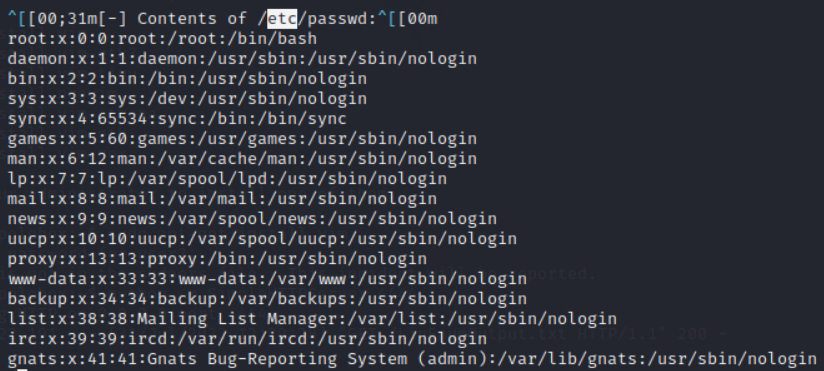 ^[[00;31m[-] Contents of /etc/passwd:^[[00m
root:x:0:0:root:/root:/bin/bash
daemon:x:1:1:daemon:/usr/sbin:/usr/sbin/nologin
bin:x:2:2:bin:/bin:/usr/sbin/nologin
sys:x:3:3:sys:/dev:/usr/sbin/nologin
sync:x:4:65534:sync:/bin:/bin/sync
games:x:5:60:games:/usr/games:/usr/sbin/nologin
man:x:6:12:man:/var/cache/man:/usr/sbin/nologin
lp:x:7:7:lp:/var/spool/lpd:/usr/sbin/nologin
mail:x:8:8:mail:/var/mail:/usr/sbin/nologin
news:x:9:9:news:/var/spool/news:/usr/sbin/nologin
uucp:x:10:10:uucp:/var/spool/uucp:/usr/sbin/nologin
proxy:x:13:13:proxy:/bin:/usr/sbin/nologin
www-data:x:33:33:www-data:/var/www:/usr/sbin/nologin
backup:x:34:34:backup:/var/backups:/usr/sbin/nologin
list:x:38:38:Mailing List Manager:/var/list:/usr/sbin/nologin
irc:x:39:39:ircd:/var/run/ircd:/usr/sbin/nologin
gnats:x:41:41:Gnats Bug-Reporting System (admin):/var/lib/gnats:/usr/sbin/nologin